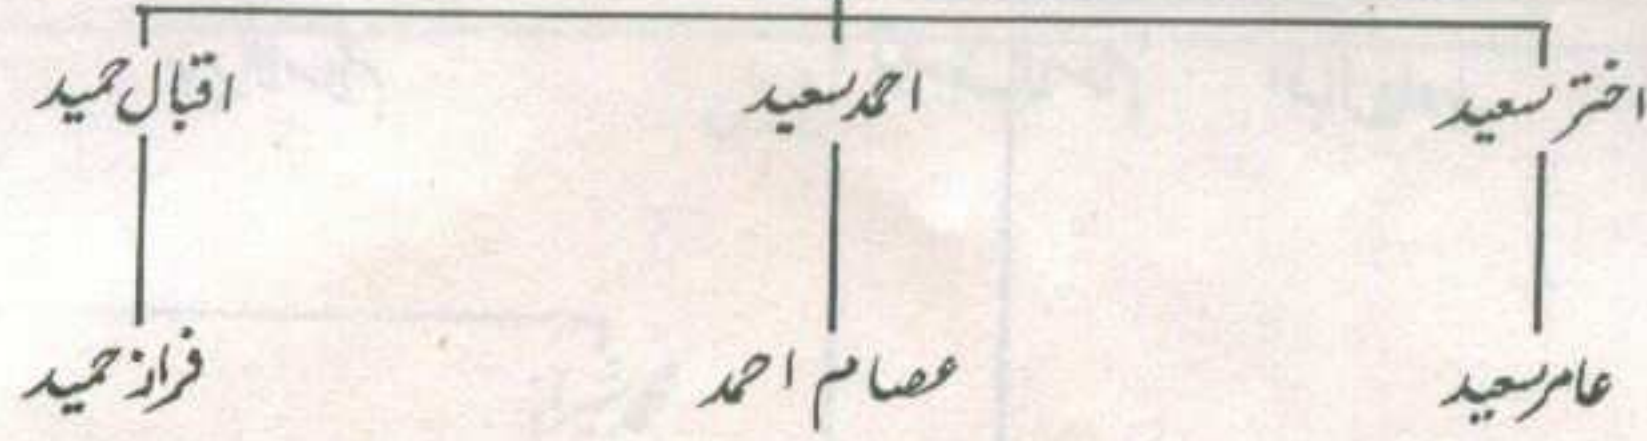 اختر سعید احمد سعید اقبال حمید
عامر سعید عصام احمد فراز حمید